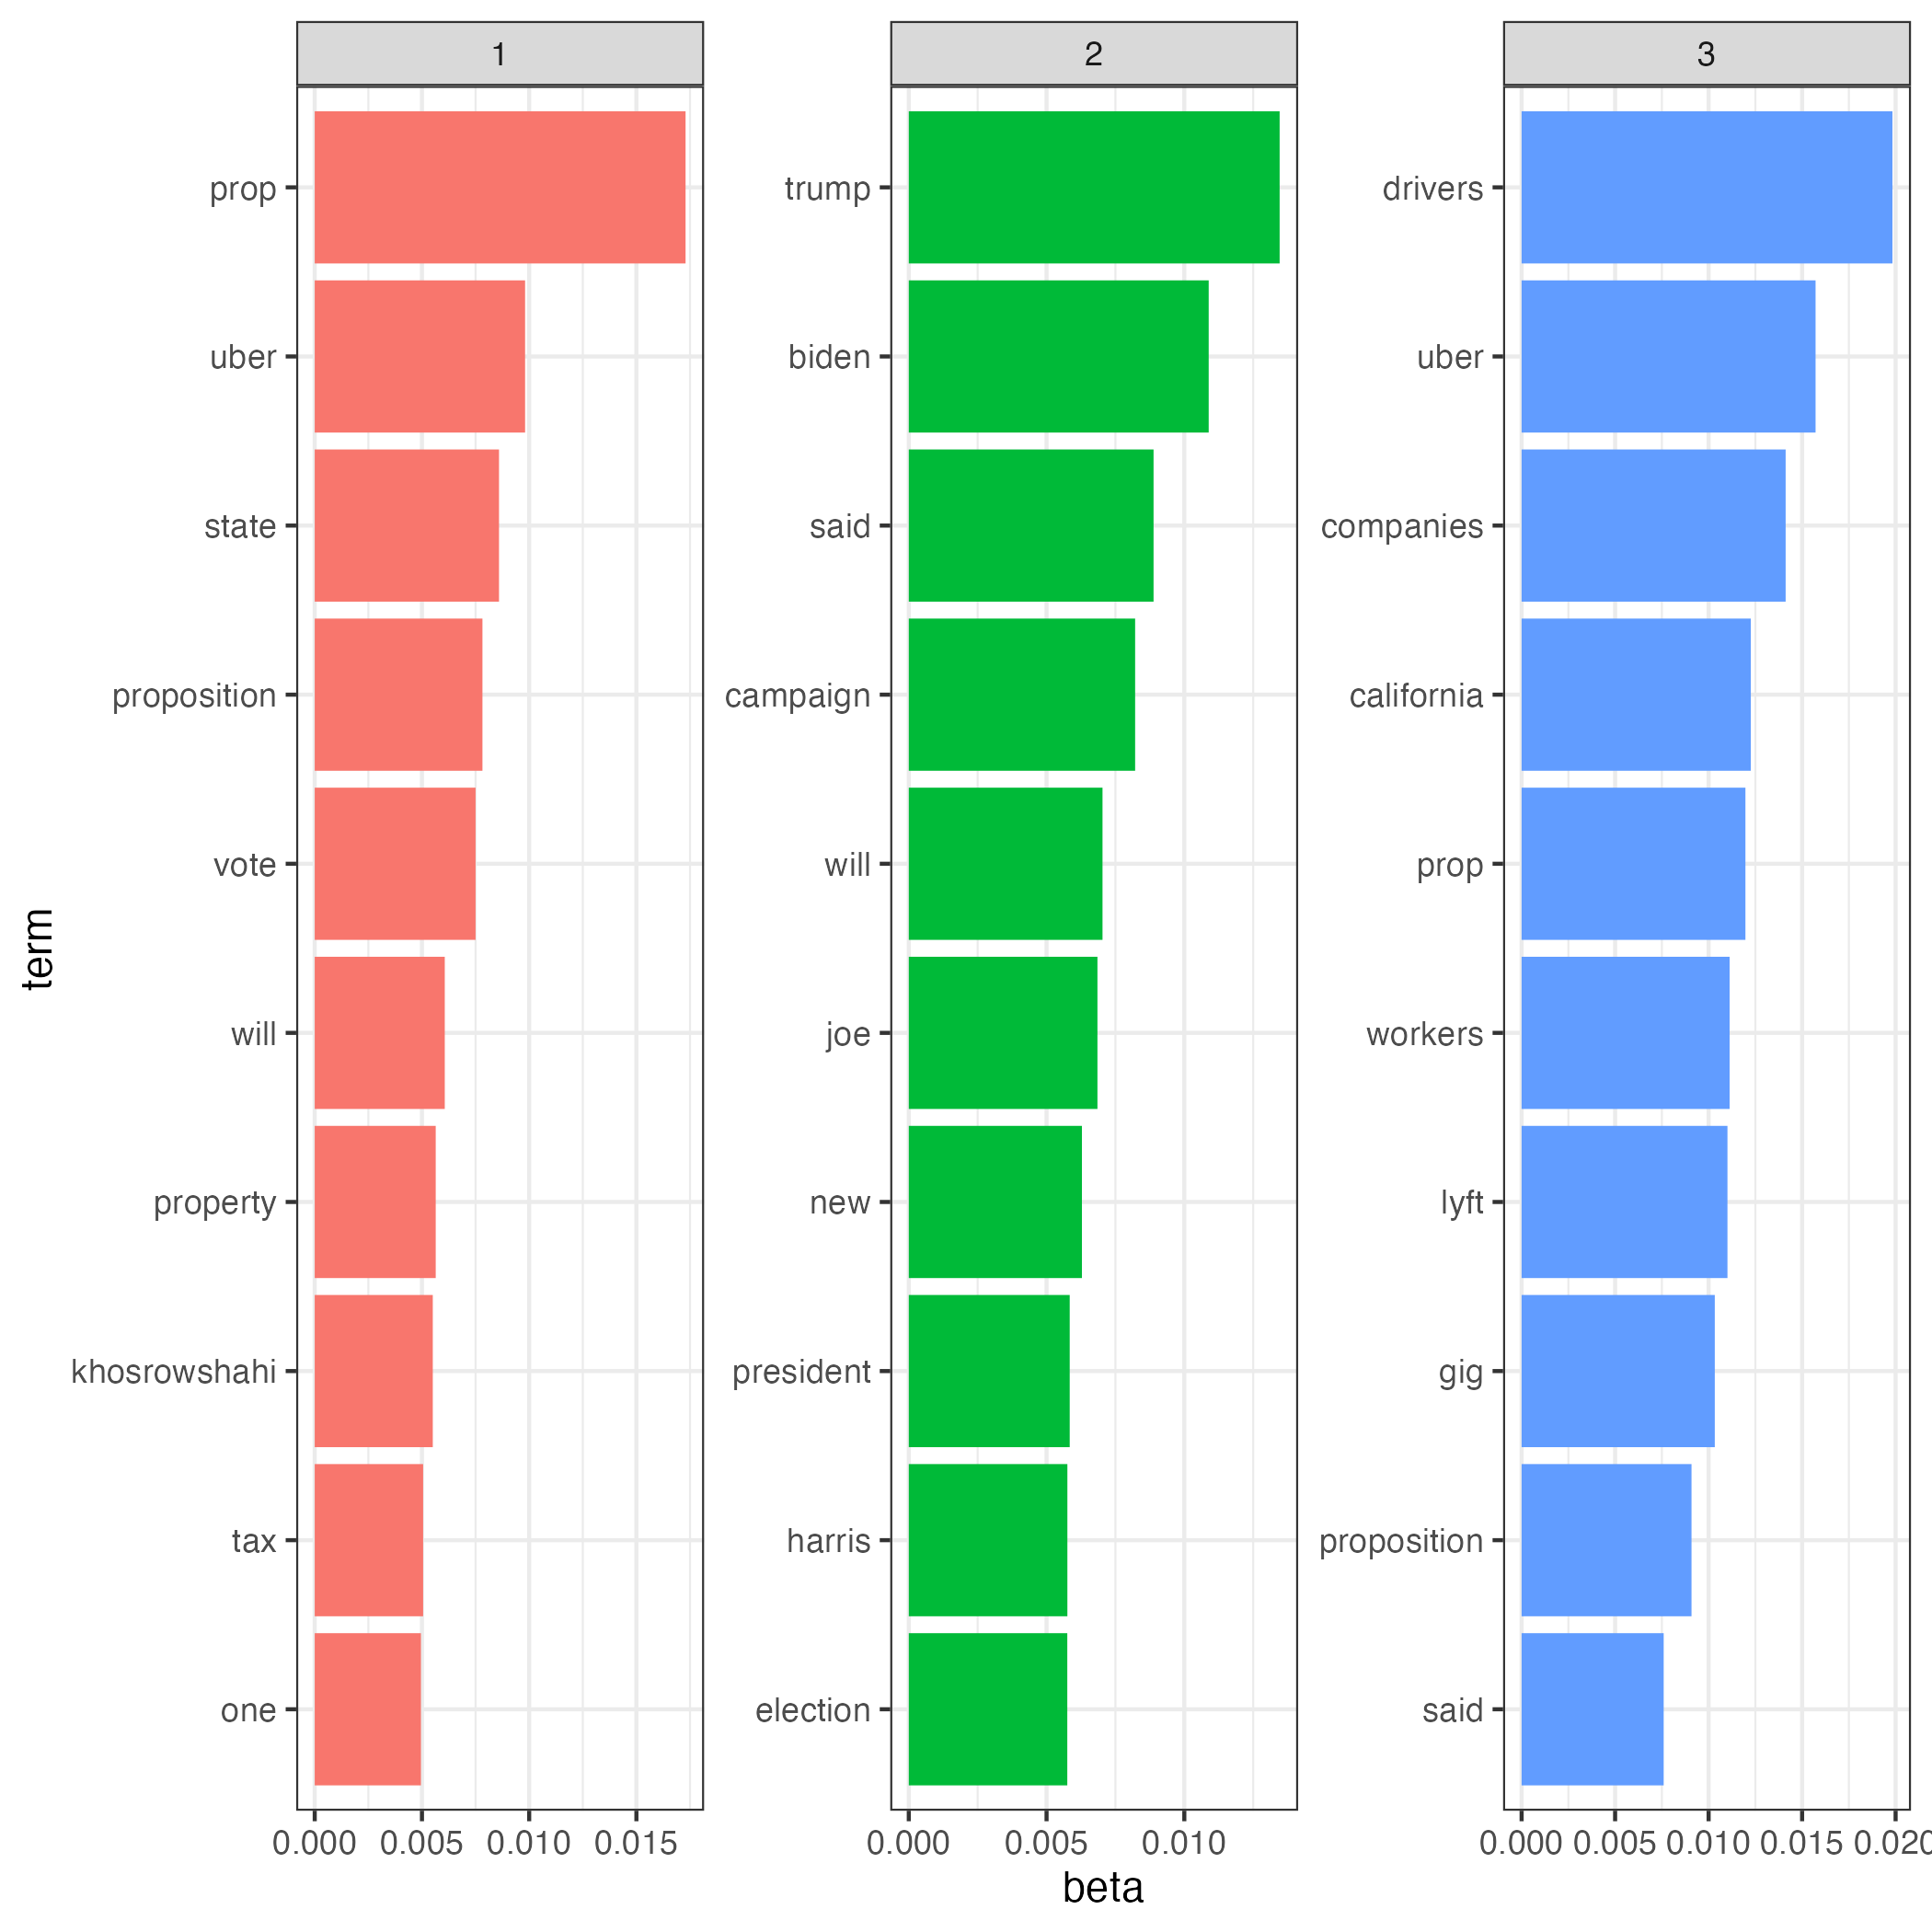 1
2
3
term
prop
uber
state
proposition
vote
will
property
khosrowshahi
tax
one
trump
biden
said
campaign
will
joe
new
president
harris
election
drivers
uber
companies
california
prop
workers
lyft
gig
proposition
said
0.000 0.005 0.010 0.015
0.000 0.005 0.010
0.000 0.005 0.010 0.015 0.020
beta